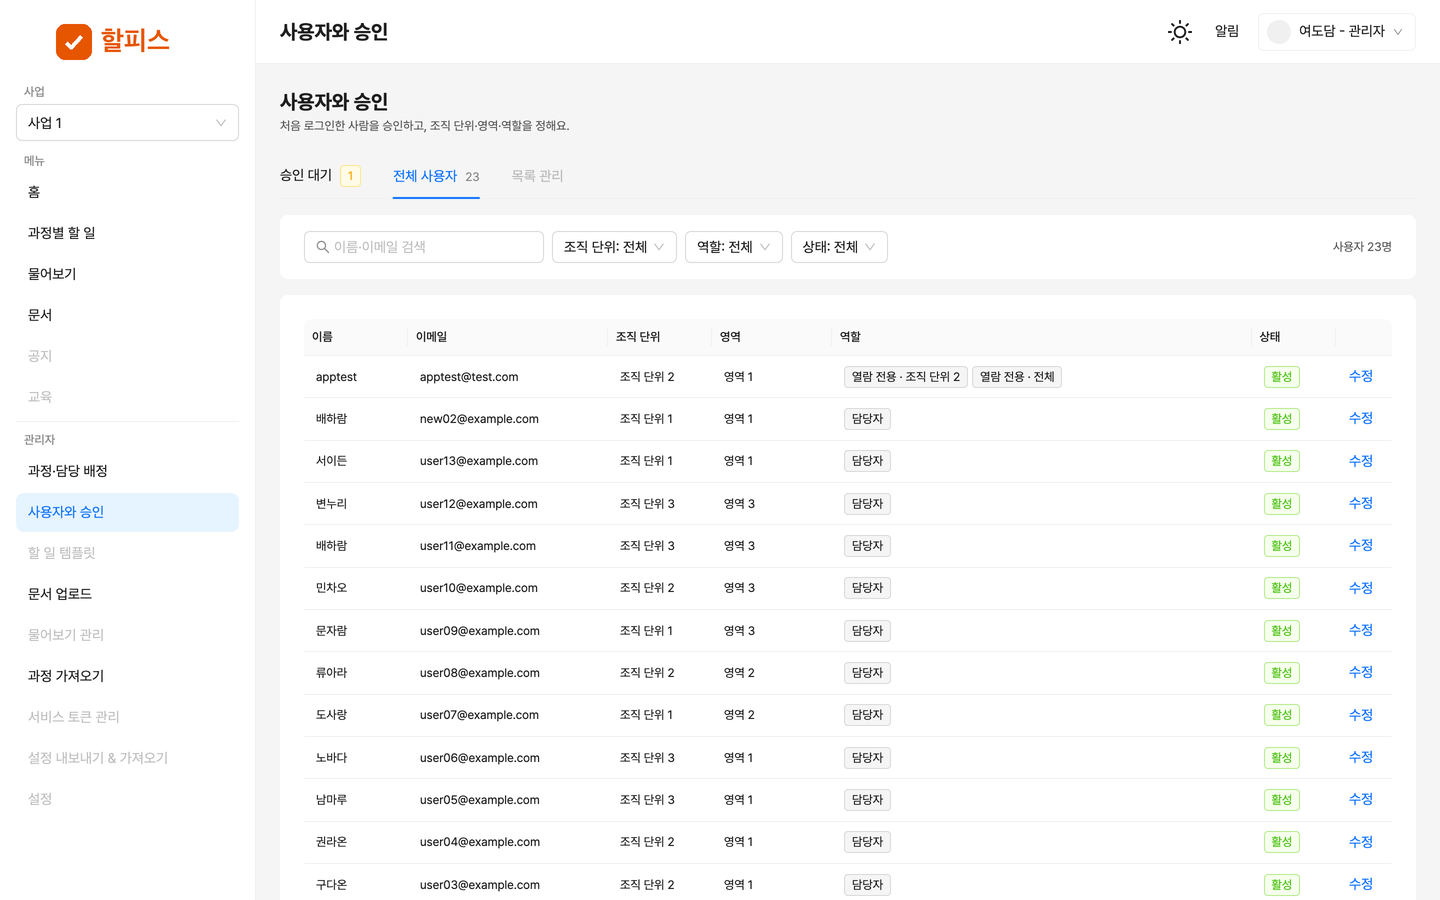 할피스
사업
사업 1
메뉴
홈
과정별 할 일
물어보기
문서
공지
교육
관리자
과정·담당 배정
사용자와 승인
할 일 템플릿
문서 업로드
물어보기 관리
과정 가져오기
서비스 토큰 관리
설정 내보내기 & 가져오기
설정
사용자와 승인
알림
여도담 - 관리자
사용자와 승인
처음 로그인한 사람을 승인하고, 조직 단위·영역·역할을 정해요.
승인 대기 1 전체 사용자 23 목록 관리
이름·이메일 검색 조직 단위: 전체 역할: 전체 상태: 전체 사용자 23명
이름 이메일 조직 단위 영역 역할 상태
apptest apptest@test.com 조직 단위 2 영역 1 열람 전용 · 조직 단위 2 열람 전용 · 전체 활성 수정
배하람 new02@example.com 조직 단위 1 영역 1 담당자 활성 수정
서이든 user13@example.com 조직 단위 1 영역 1 담당자 활성 수정
변누리 user12@example.com 조직 단위 3 영역 3 담당자 활성 수정
배하람 user11@example.com 조직 단위 3 영역 3 담당자 활성 수정
민차오 user10@example.com 조직 단위 2 영역 3 담당자 활성 수정
문자람 user09@example.com 조직 단위 1 영역 3 담당자 활성 수정
류아라 user08@example.com 조직 단위 2 영역 2 담당자 활성 수정
도사랑 user07@example.com 조직 단위 1 영역 2 담당자 활성 수정
노바다 user06@example.com 조직 단위 3 영역 1 담당자 활성 수정
남마루 user05@example.com 조직 단위 3 영역 1 담당자 활성 수정
권라온 user04@example.com 조직 단위 2 영역 1 담당자 활성 수정
구다온 user03@example.com 조직 단위 2 영역 1 담당자 활성 수정